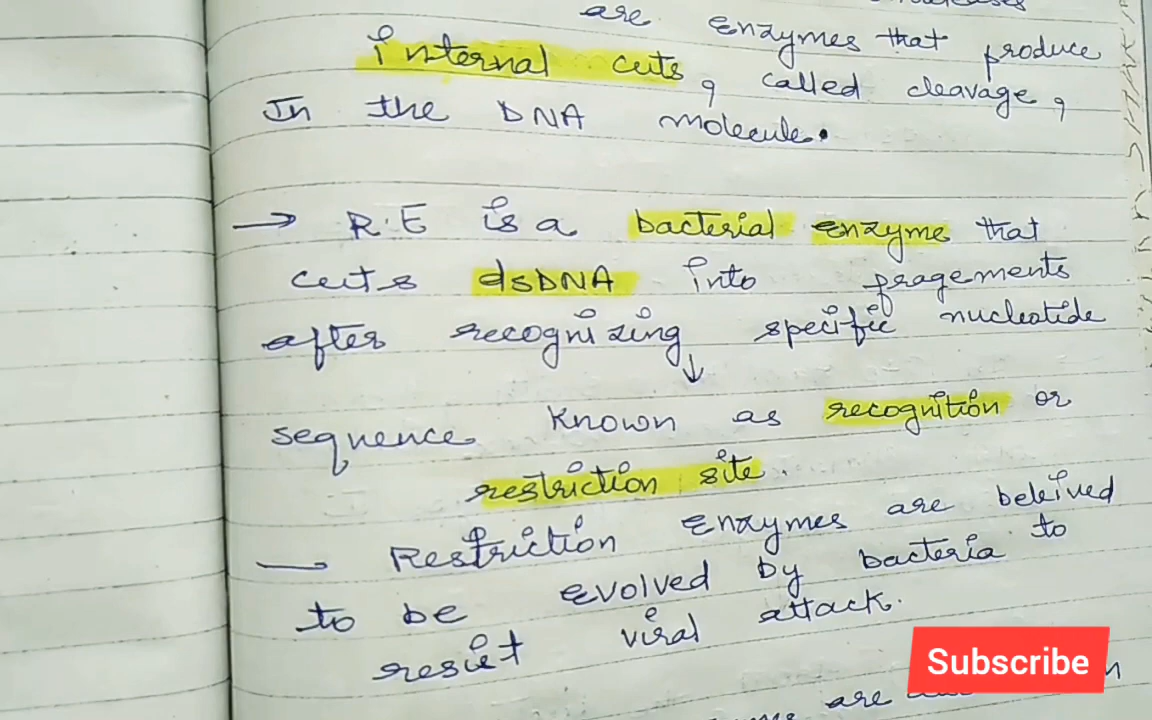 are enzymes that produce
internal cuts, called cleavage,
In the DNA molecule.
→ R.E is a bacterial enzyme that
cuts dsDNA into fragements
after recognizing specific nucleotide
sequence known as recognition or
restriction site.
— Restriction enzymes are beleived
to be evolved by bacteria to
resist viral attack.
Subscribe
are